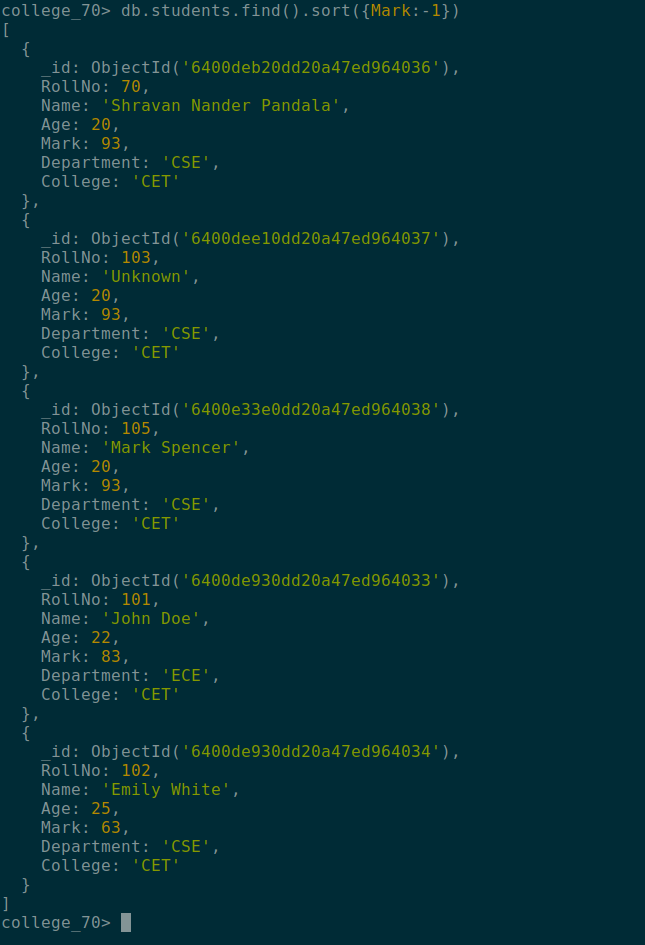 college_70> db.students.find().sort({Mark:-1})
[
  {
    _id: ObjectId('6400deb20dd20a47ed964036'),
    RollNo: 70,
    Name: 'Shravan Nander Pandala',
    Age: 20,
    Mark: 93,
    Department: 'CSE',
    College: 'CET'
  },
  {
    _id: ObjectId('6400dee10dd20a47ed964037'),
    RollNo: 103,
    Name: 'Unknown',
    Age: 20,
    Mark: 93,
    Department: 'CSE',
    College: 'CET'
  },
  {
    _id: ObjectId('6400e33e0dd20a47ed964038'),
    RollNo: 105,
    Name: 'Mark Spencer',
    Age: 20,
    Mark: 93,
    Department: 'CSE',
    College: 'CET'
  },
  {
    _id: ObjectId('6400de930dd20a47ed964033'),
    RollNo: 101,
    Name: 'John Doe',
    Age: 22,
    Mark: 83,
    Department: 'ECE',
    College: 'CET'
  },
  {
    _id: ObjectId('6400de930dd20a47ed964034'),
    RollNo: 102,
    Name: 'Emily White',
    Age: 25,
    Mark: 63,
    Department: 'CSE',
    College: 'CET'
  }
]
college_70>